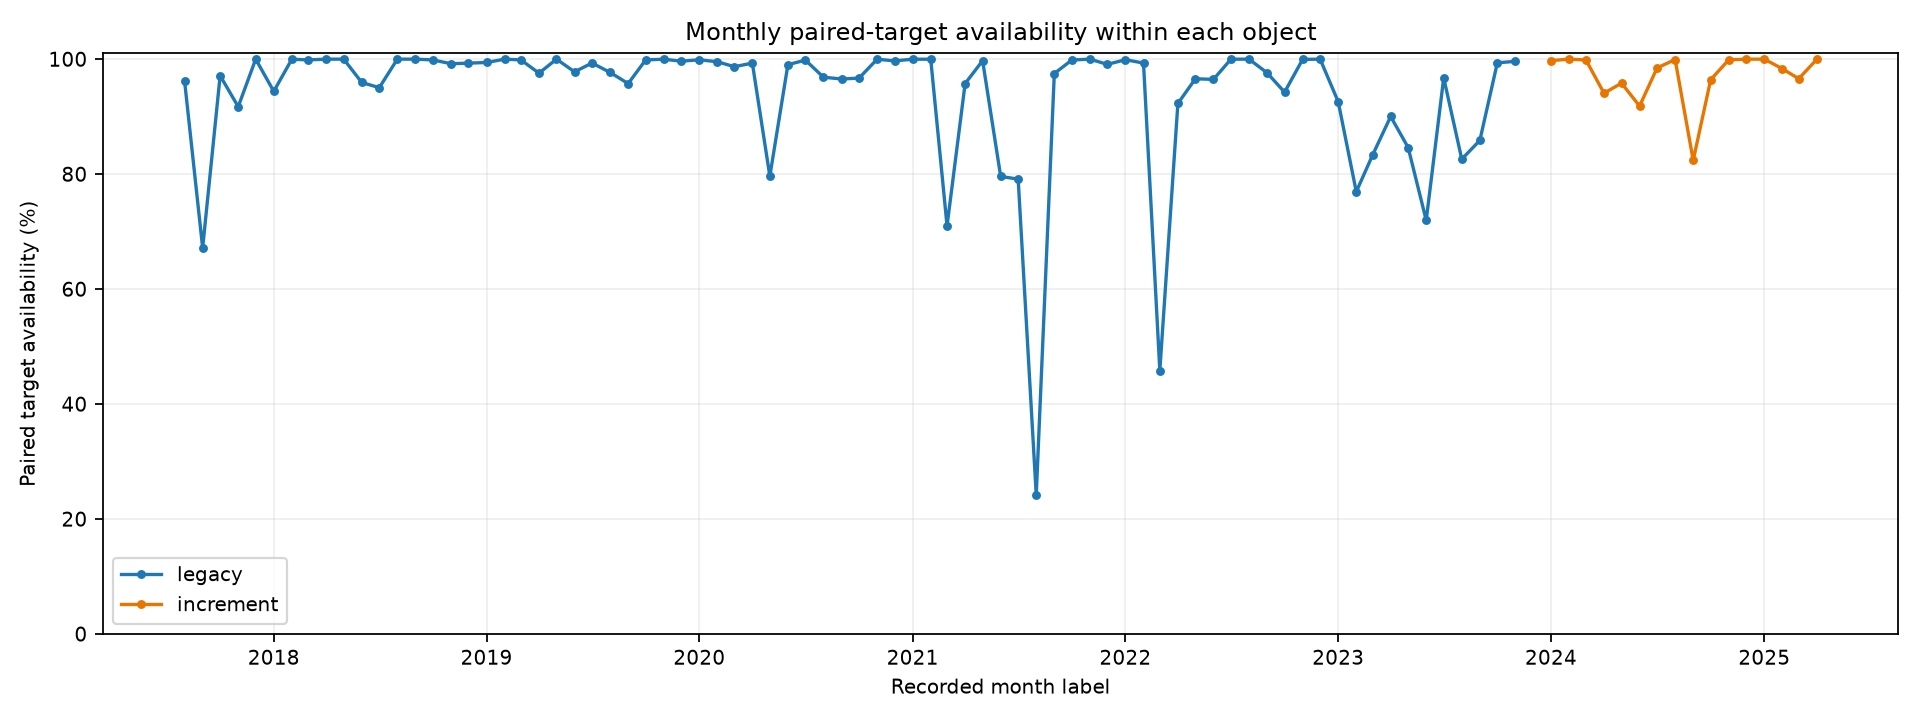 Monthly paired-target availability within each object
Paired target availability (%)
100
80
60
40
20
0
legacy
increment
2018 2019 2020 2021 2022 2023 2024 2025
Recorded month label